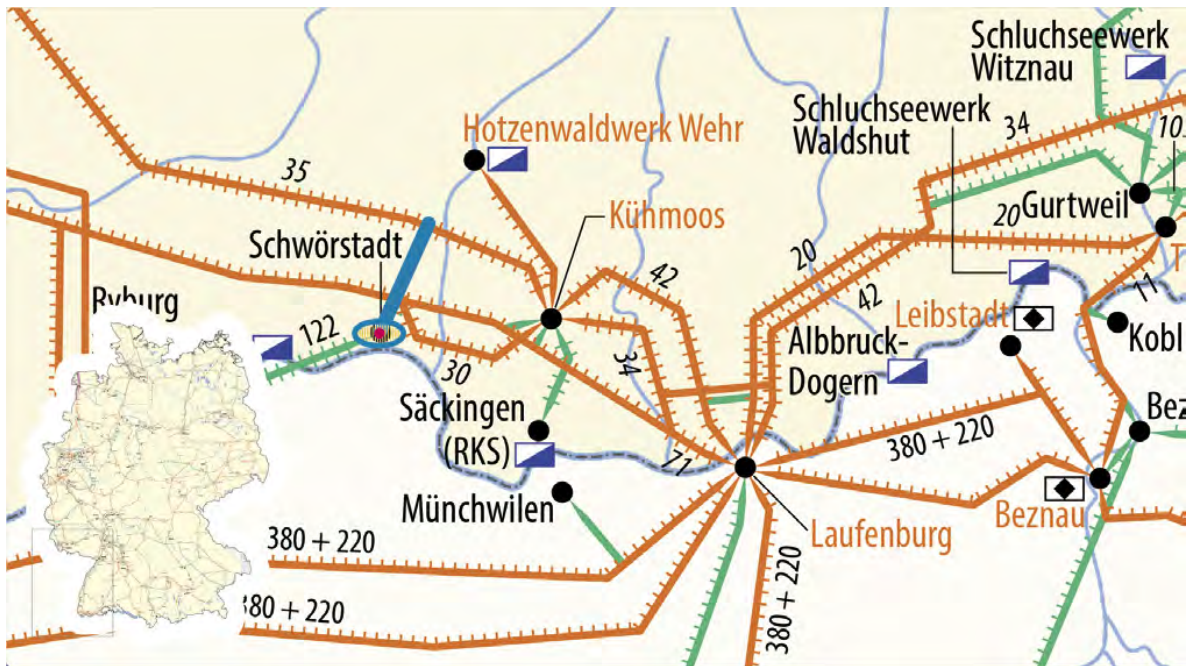 Schluchseewerk
Witznau
Schluchseewerk
Waldshut
34
10
Hotzenwaldwerk Wehr
35
Kühmoos
Gurtweil
20
Schwörstadt
42
20
T
11
Ryburg
42
Leibstadt
Kobl
122
Albbruck-
Dogern
30
34
Säckingen
(RKS)
Bez
380 + 220
71
Münchwilen
Beznau
Laufenburg
380 + 220
380 + 220
380 + 220